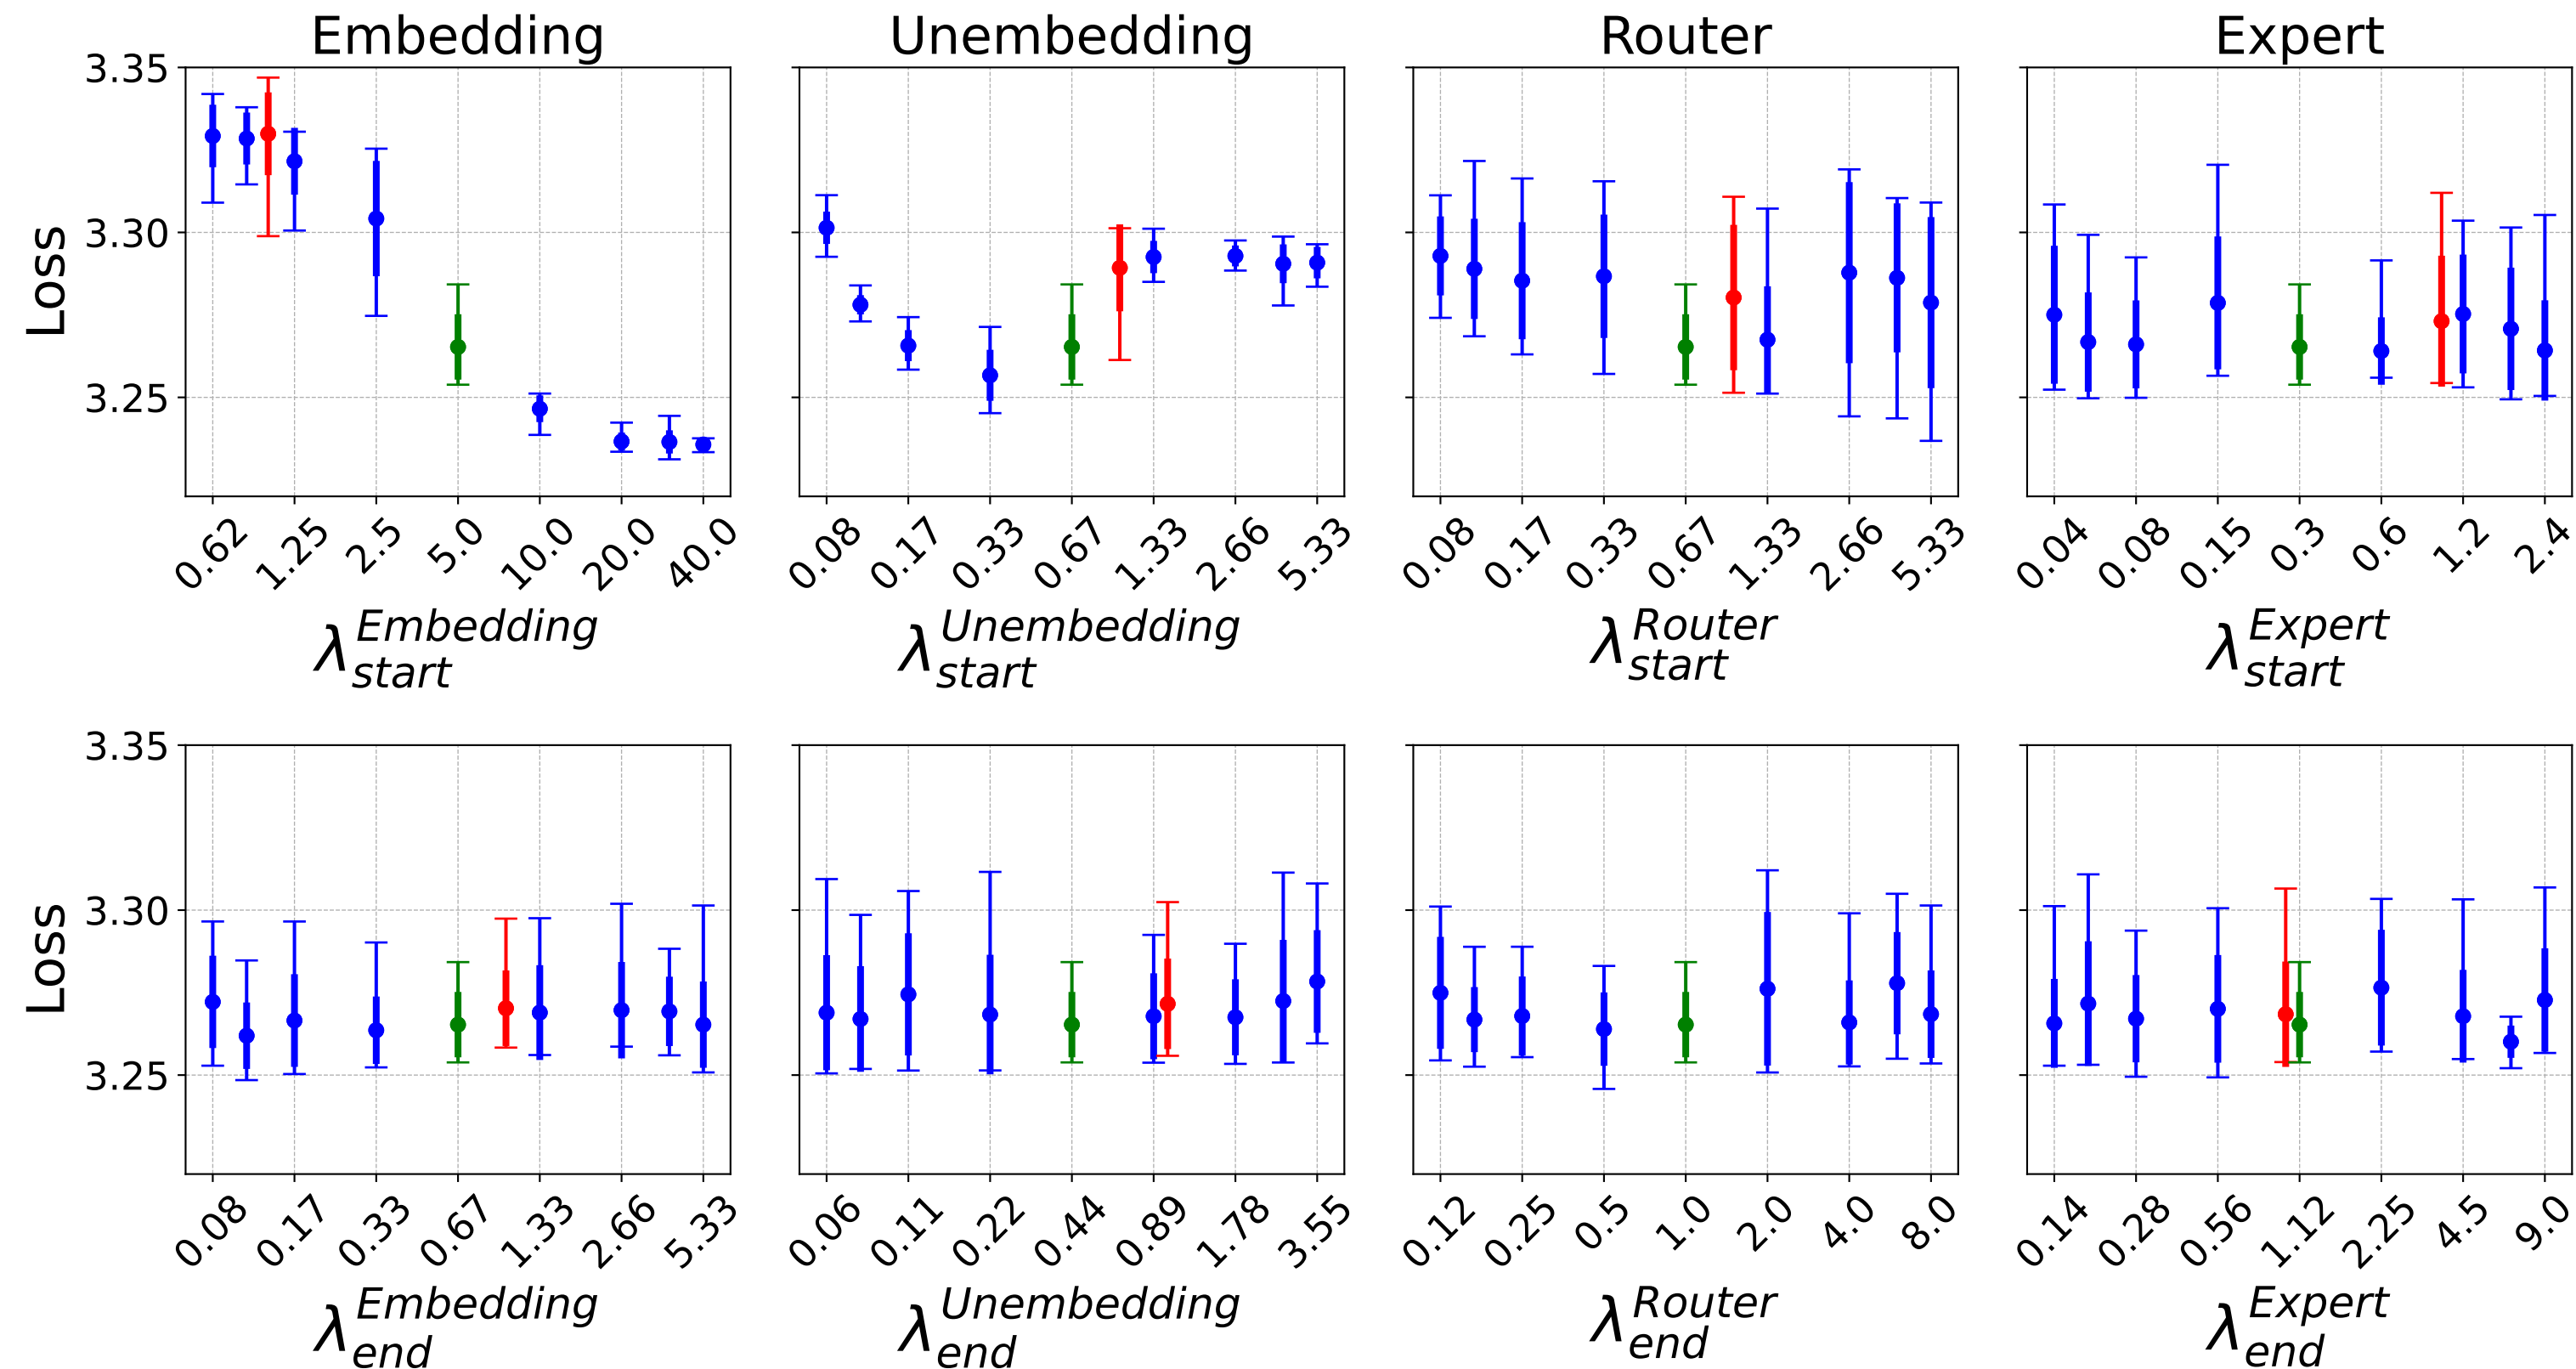 Embedding Unembedding Router Expert
Loss
3.35
3.30
3.25
0.62 1.25 2.5 5.0 10.0 20.0 40.0
λ^Embedding_start
0.08 0.17 0.33 0.67 1.33 2.66 5.33
λ^Unembedding_start
0.08 0.17 0.33 0.67 1.33 2.66 5.33
λ^Router_start
0.04 0.08 0.15 0.3 0.6 1.2 2.4
λ^Expert_start
Loss
3.35
3.30
3.25
0.08 0.17 0.33 0.67 1.33 2.66 5.33
λ^Embedding_end
0.06 0.11 0.22 0.44 0.89 1.78 3.55
λ^Unembedding_end
0.12 0.25 0.5 1.0 2.0 4.0 8.0
λ^Router_end
0.14 0.28 0.56 1.12 2.25 4.5 9.0
λ^Expert_end